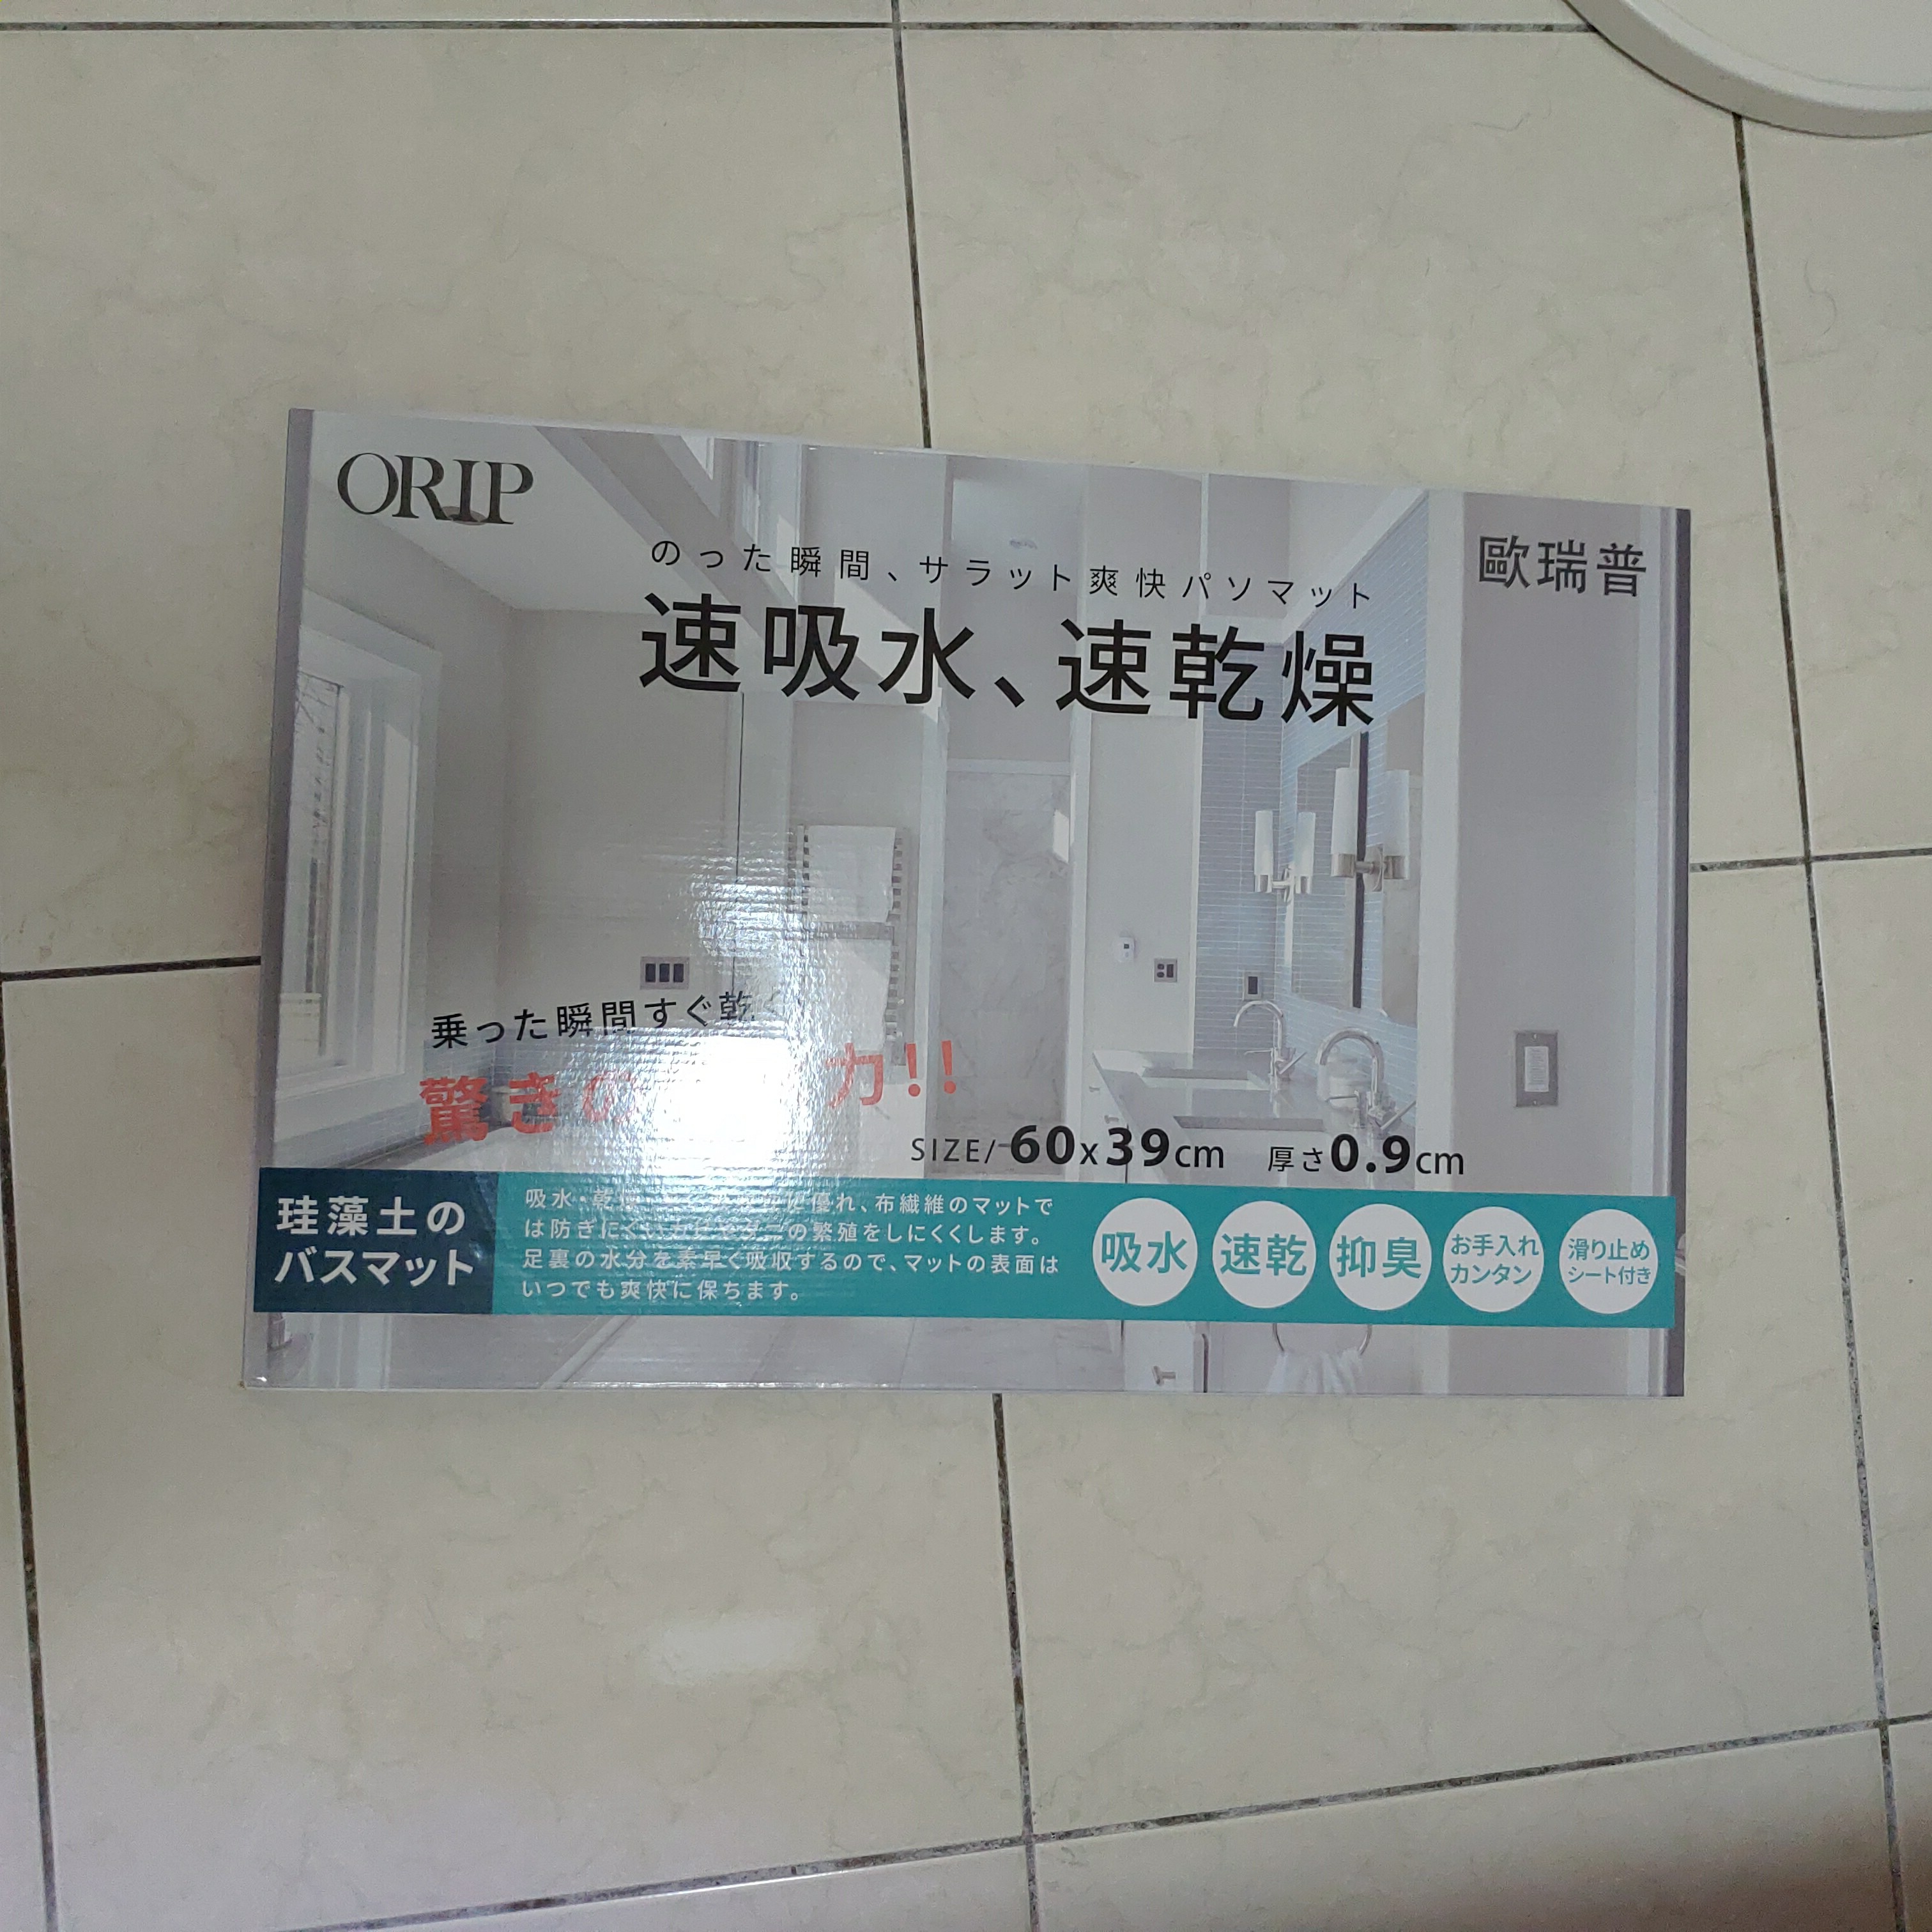 ORIP
歐瑞普
のった瞬間、サラット爽快パソマット
速吸水、速乾燥
乗った瞬間すぐ乾
驚きの 力!!
SIZE/ 60x39cm 厚さ0.9cm
珪藻土の
バスマット
吸水 乾 優れ、布繊維のマットで
は防ぎにくい の繁殖をしにくくします。
足裏の水分を素早く吸収するので、マットの表面は
いつでも爽快に保ちます。
吸水
速乾
抑臭
お手入れ
カンタン
滑り止め
シート付き